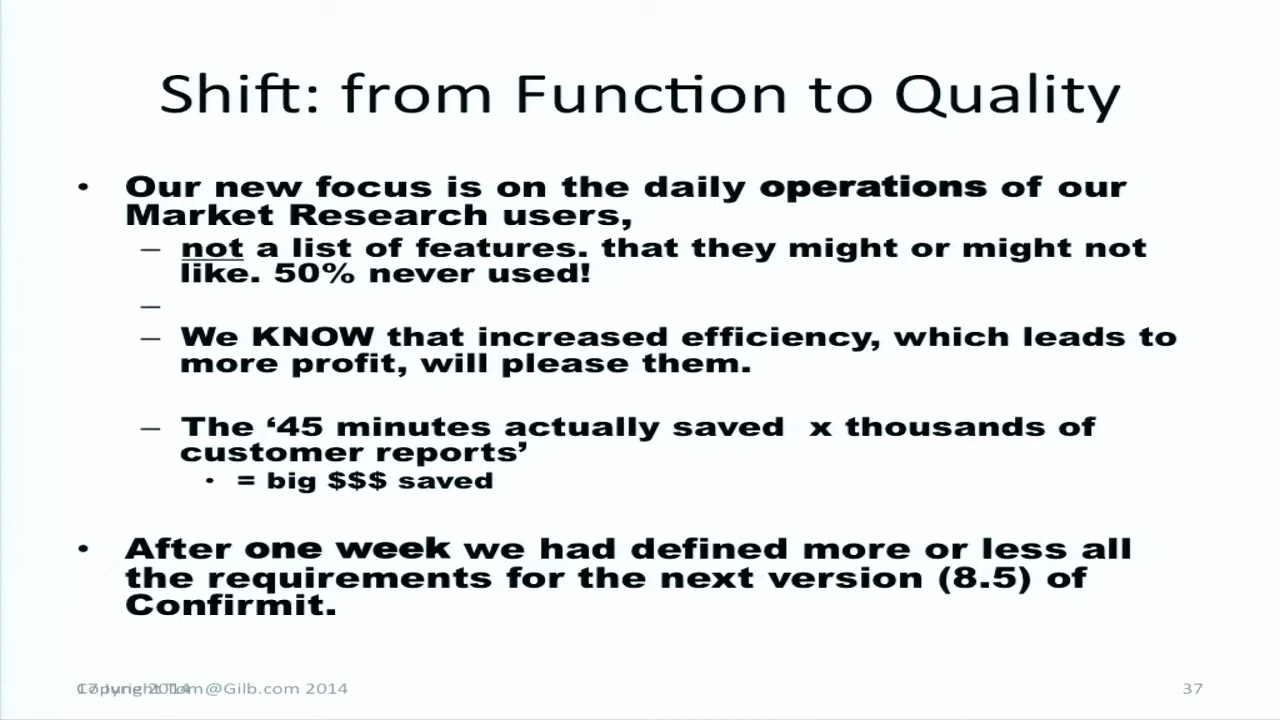 Shift: from Function to Quality
• Our new focus is on the daily operations of our
Market Research users,
– not a list of features. that they might or might not
like. 50% never used!
–
– We KNOW that increased efficiency, which leads to
more profit, will please them.
– The ‘45 minutes actually saved x thousands of
customer reports’
• = big $$$ saved
• After one week we had defined more or less all
the requirements for the next version (8.5) of
Confirmit.
17 June 2014
Copyright Tom@Gilb.com 2014
37